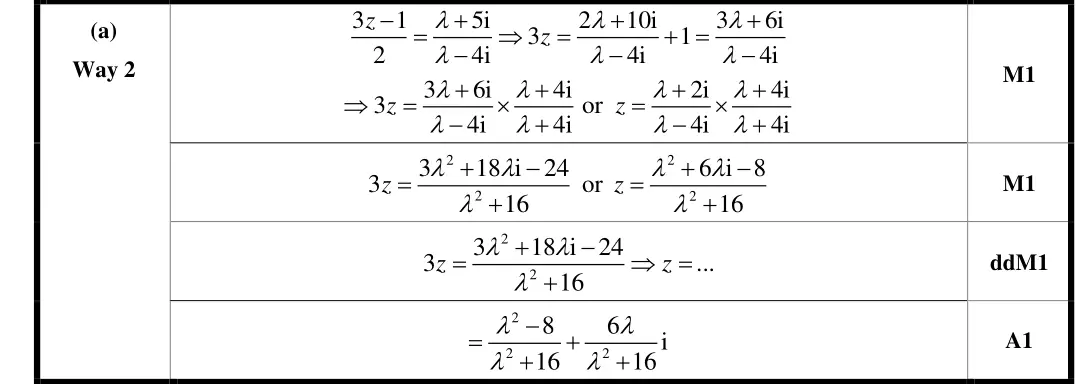 (a)
Way 2
(3z − 1)/2 = (λ + 5i)/(λ − 4i) ⇒ 3z = (2λ + 10i)/(λ − 4i) + 1 = (3λ + 6i)/(λ − 4i)
⇒ 3z = (3λ + 6i)/(λ − 4i) × (λ + 4i)/(λ + 4i) or z = (λ + 2i)/(λ − 4i) × (λ + 4i)/(λ + 4i)
M1
3z = (3λ² + 18λi − 24)/(λ² + 16) or z = (λ² + 6λi − 8)/(λ² + 16)
M1
3z = (3λ² + 18λi − 24)/(λ² + 16) ⇒ z = ...
ddM1
= (λ² − 8)/(λ² + 16) + 6λ/(λ² + 16) i
A1